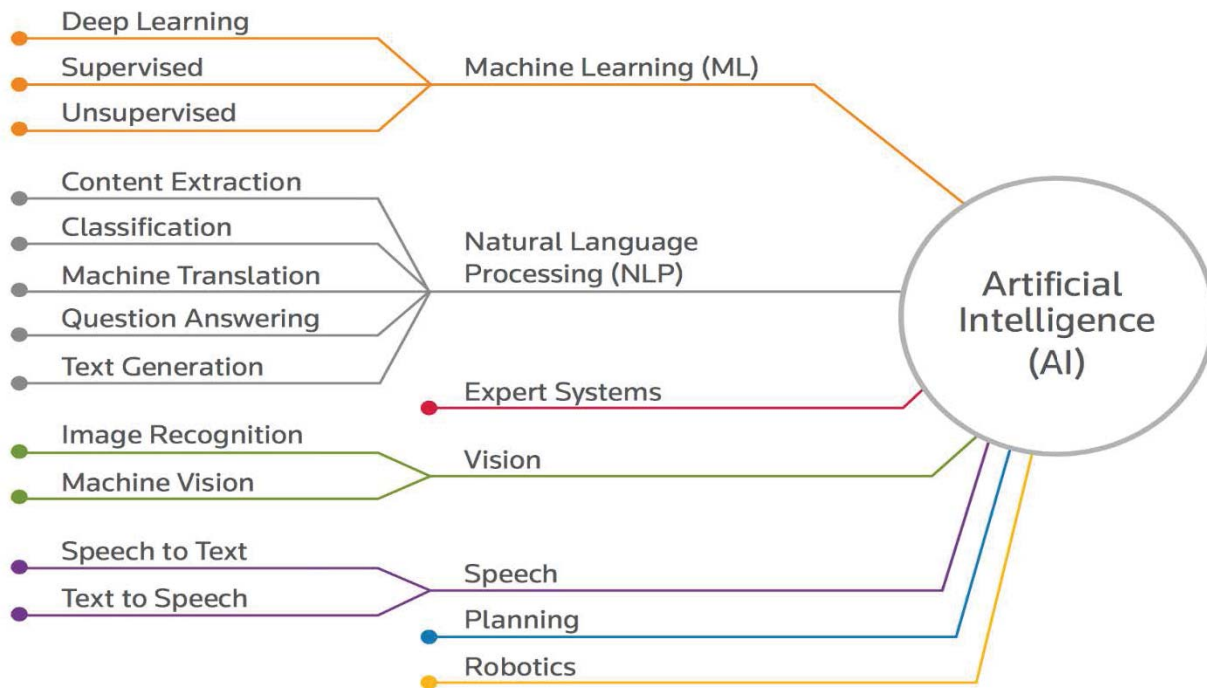 Deep Learning
Supervised
Unsupervised
Machine Learning (ML)
Content Extraction
Classification
Machine Translation
Question Answering
Text Generation
Natural Language
Processing (NLP)
Expert Systems
Image Recognition
Machine Vision
Vision
Speech to Text
Text to Speech
Speech
Planning
Robotics
Artificial
Intelligence
(AI)